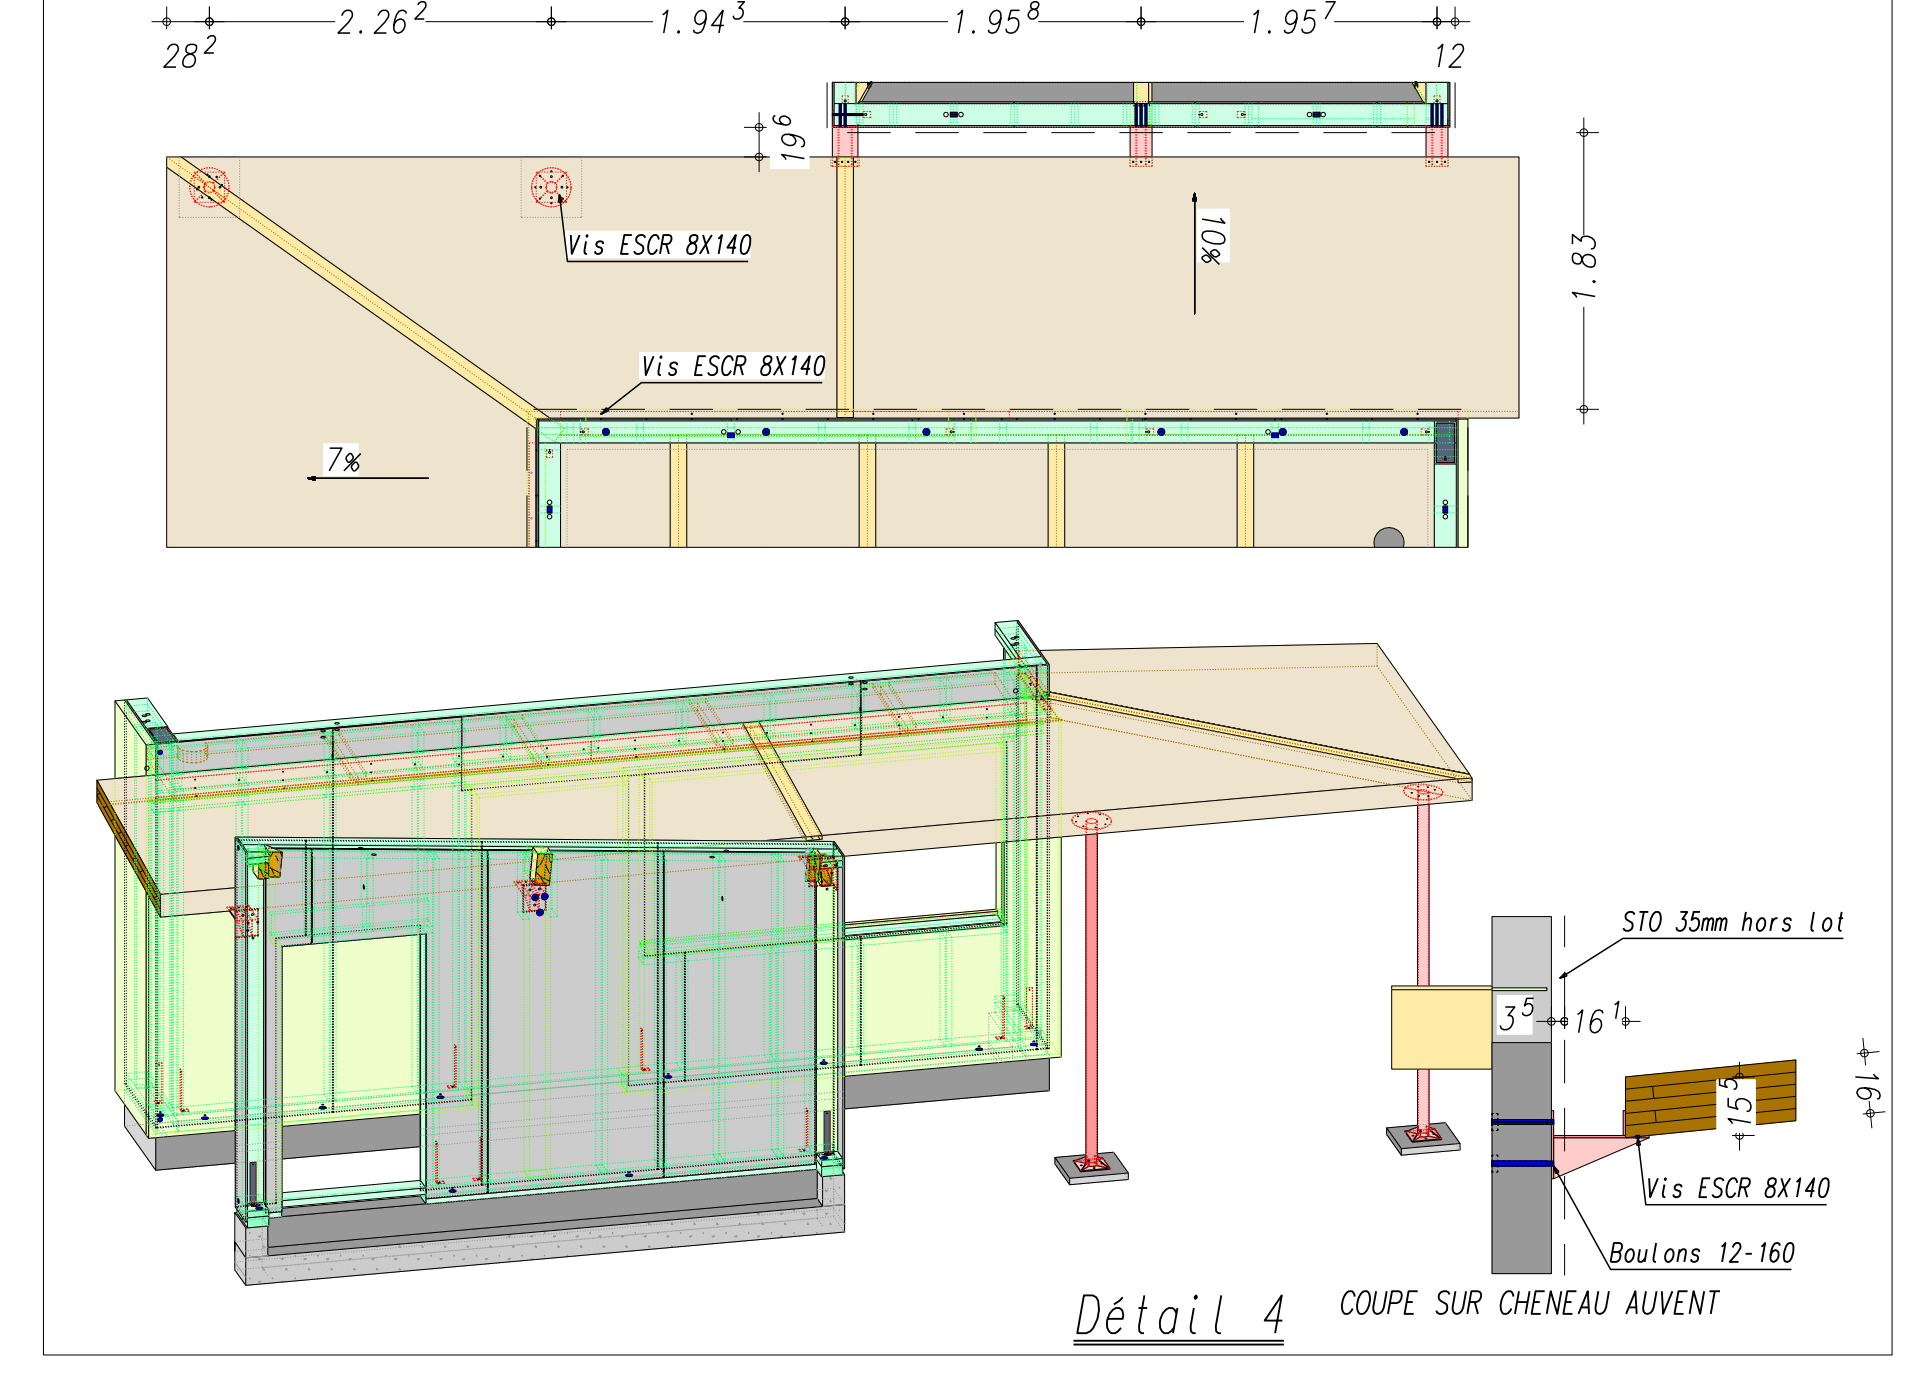 2.26² 1.94³ 1.95⁸ 1.95⁷
28² 12
19⁶
Vis ESCR 8X140
10%
1.83
Vis ESCR 8X140
7%
STO 35mm hors lot
3⁵ 16¹
16
15⁵
Vis ESCR 8X140
Boulons 12-160
Détail 4 COUPE SUR CHENEAU AUVENT